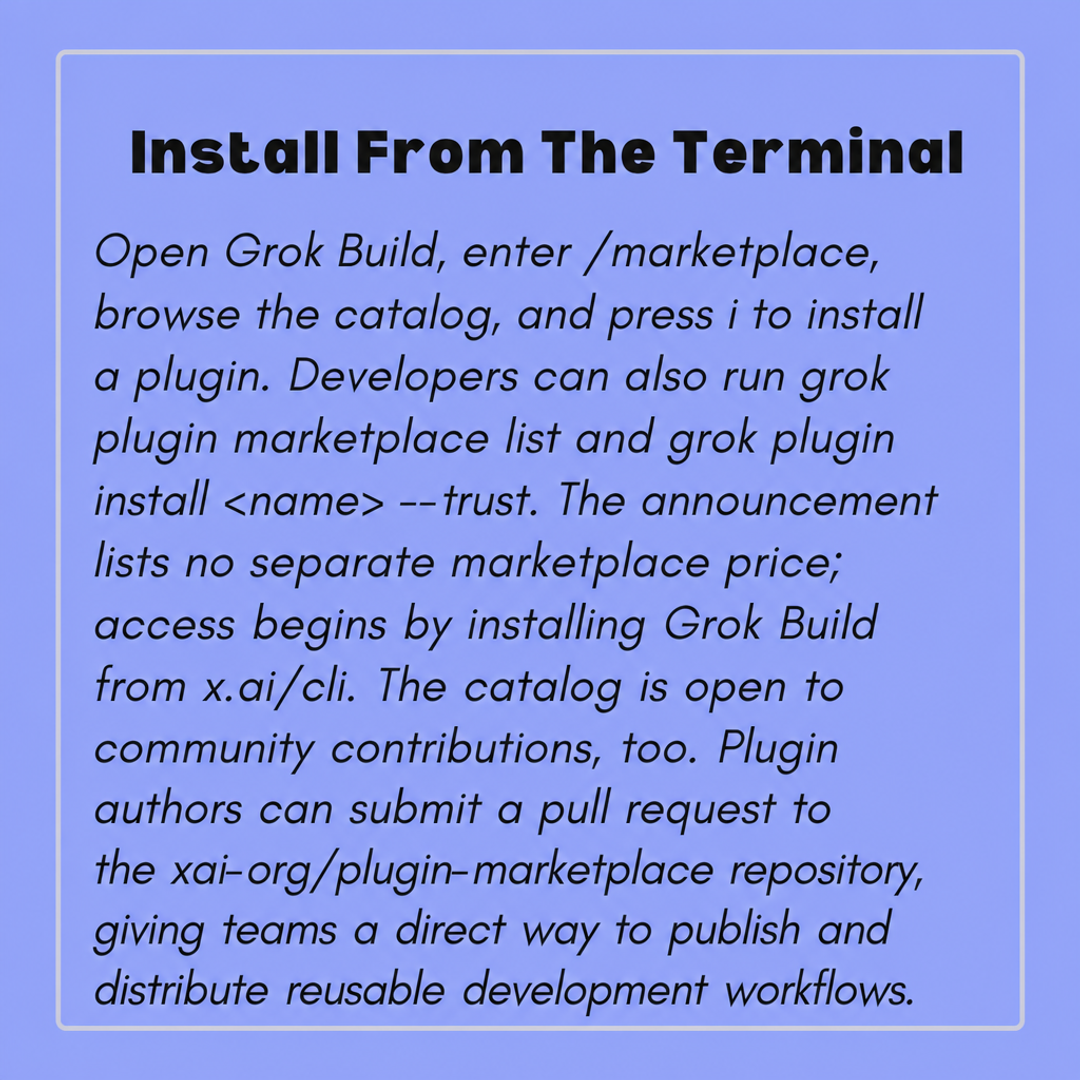 Install From The Terminal
Open Grok Build, enter /marketplace,
browse the catalog, and press i to install
a plugin. Developers can also run grok
plugin marketplace list and grok plugin
install <name> --trust. The announcement
lists no separate marketplace price;
access begins by installing Grok Build
from x.ai/cli. The catalog is open to
community contributions, too. Plugin
authors can submit a pull request to
the xai-org/plugin-marketplace repository,
giving teams a direct way to publish and
distribute reusable development workflows.